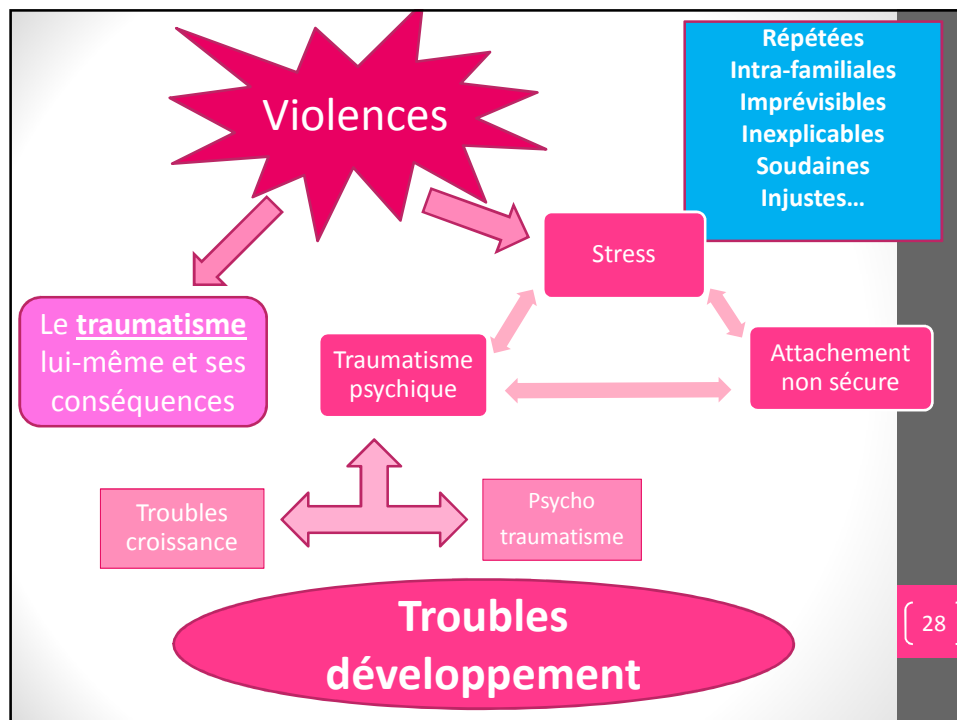 Violences
Répétées
Intra-familiales
Imprévisibles
Inexplicables
Soudaines
Injustes…
Stress
Le traumatisme
lui-même et ses
conséquences
Traumatisme
psychique
Attachement
non sécure
Troubles
croissance
Psycho
traumatisme
Troubles
développement
28